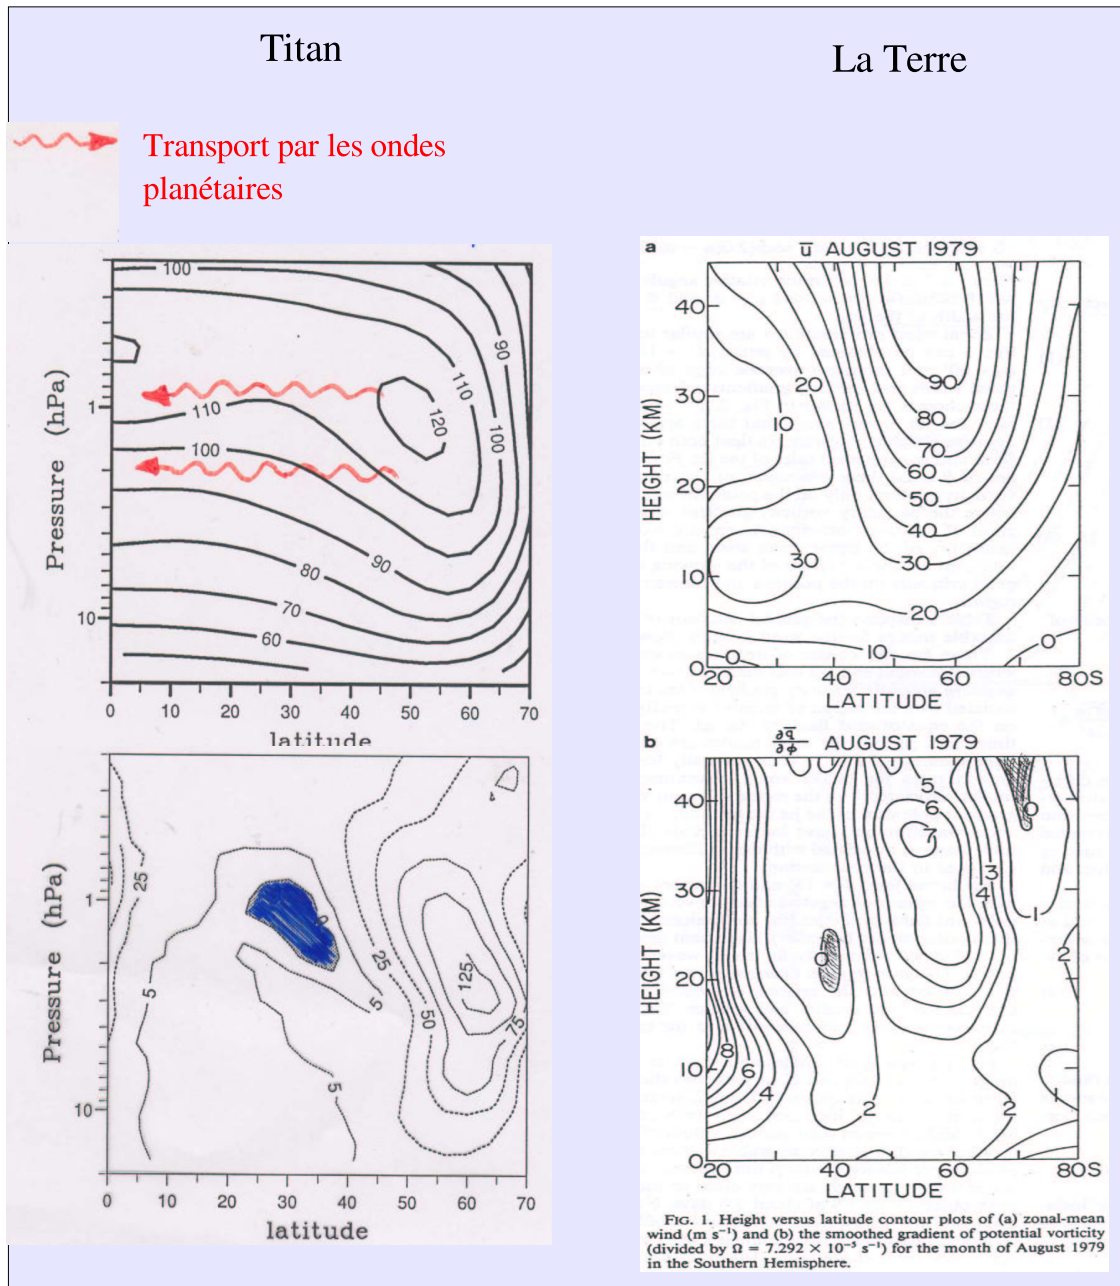 Titan
La Terre
Transport par les ondes
planétaires
100
90
110
120
110
100
100
90
80
70
60
Pressure (hPa)
1
10
0 10 20 30 40 50 60 70
latitude
25
0
5
5
5
25
50
75
125
Pressure (hPa)
1
10
0 10 20 30 40 50 60 70
latitude
a
u̅ AUGUST 1979
HEIGHT (KM)
40
30
20
10
0
20
10
30
90
80
70
60
50
40
30
20
10
0
0
20 40 60 80S
LATITUDE
b
∂q̅/∂ϕ AUGUST 1979
HEIGHT (KM)
40
30
20
10
0
5
6
7
0
3
4
1
0
2
8
6
4
2
2
1
20 40 60 80S
LATITUDE
FIG. 1. Height versus latitude contour plots of (a) zonal-mean
wind (m s⁻¹) and (b) the smoothed gradient of potential vorticity
(divided by Ω = 7.292 × 10⁻⁵ s⁻¹) for the month of August 1979
in the Southern Hemisphere.